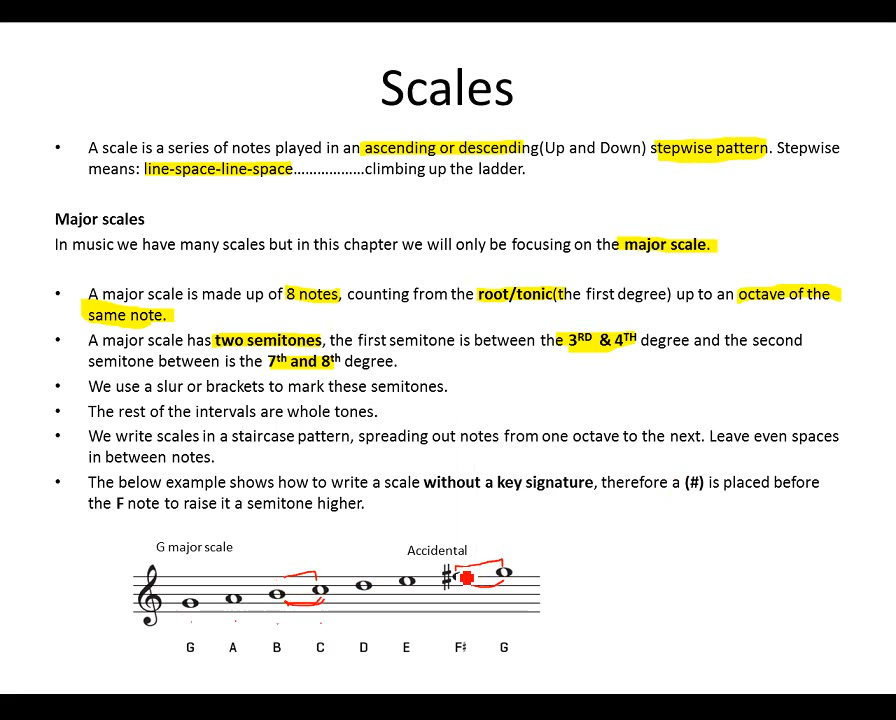 Scales
• A scale is a series of notes played in an ascending or descending(Up and Down) stepwise pattern. Stepwise
means: line-space-line-space………………climbing up the ladder.
Major scales
In music we have many scales but in this chapter we will only be focusing on the major scale.
• A major scale is made up of 8 notes, counting from the root/tonic(the first degree) up to an octave of the
same note.
• A major scale has two semitones, the first semitone is between the 3RD & 4TH degree and the second
semitone between is the 7th and 8th degree.
• We use a slur or brackets to mark these semitones.
• The rest of the intervals are whole tones.
• We write scales in a staircase pattern, spreading out notes from one octave to the next. Leave even spaces
in between notes.
• The below example shows how to write a scale without a key signature, therefore a (#) is placed before
the F note to raise it a semitone higher.
G major scale Accidental
G A B C D E F♯ G